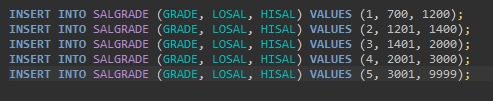 INSERT INTO SALGRADE (GRADE, LOSAL, HISAL) VALUES (1, 700, 1200);
INSERT INTO SALGRADE (GRADE, LOSAL, HISAL) VALUES (2, 1201, 1400);
INSERT INTO SALGRADE (GRADE, LOSAL, HISAL) VALUES (3, 1401, 2000);
INSERT INTO SALGRADE (GRADE, LOSAL, HISAL) VALUES (4, 2001, 3000);
INSERT INTO SALGRADE (GRADE, LOSAL, HISAL) VALUES (5, 3001, 9999);